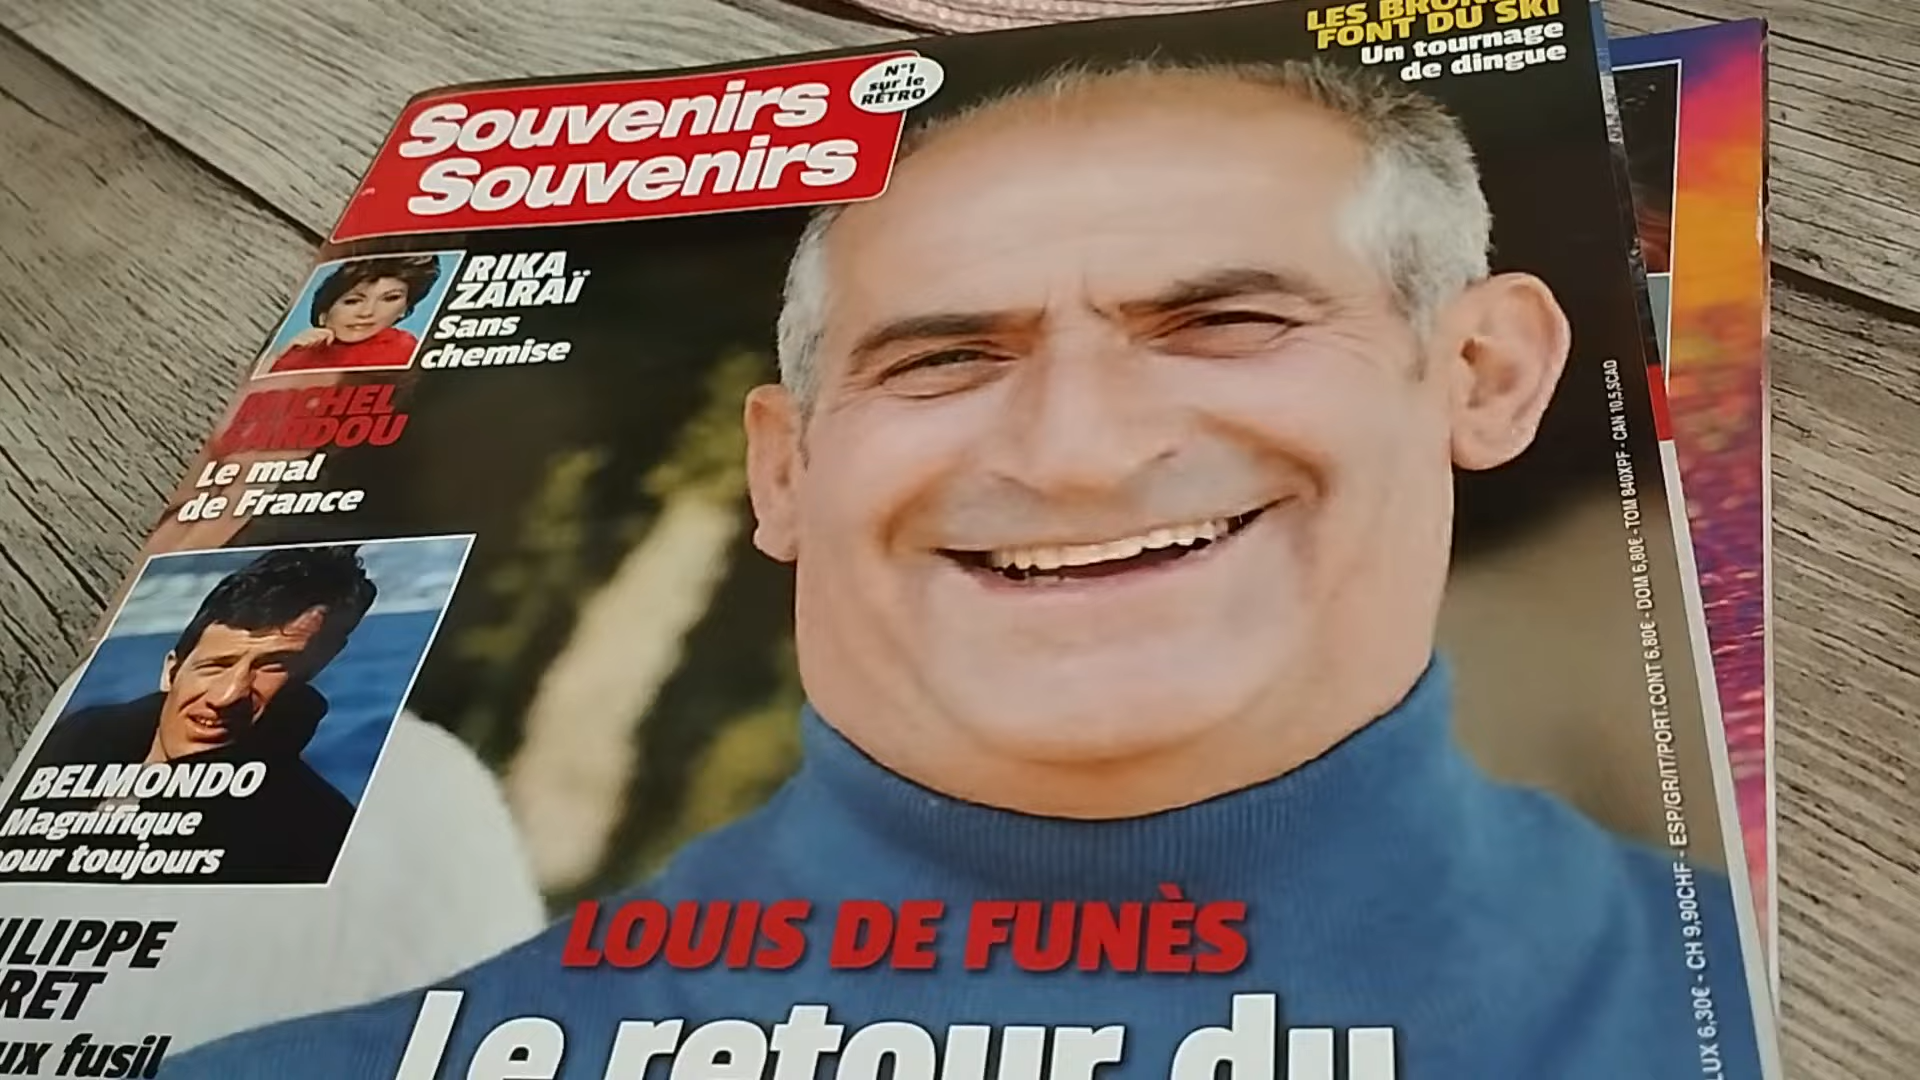 LES BRON
FONT DU SKI
Un tournage
de dingue
N°1
sur le
RÉTRO
Souvenirs
Souvenirs
RIKA
ZARAÏ
Sans
chemise
MICHEL
SARDOU
Le mal
de France
BELMONDO
Magnifique
our toujours
ILIPPE
RET
ux fusil
LOUIS DE FUNÈS
Le retour du
LUX 6,30€ - CH 9,90CHF - ESP/GR/IT/PORT.CONT 6,80€ - DOM 6,80€ - TOM 840XPF - CAN 10,5$CAD